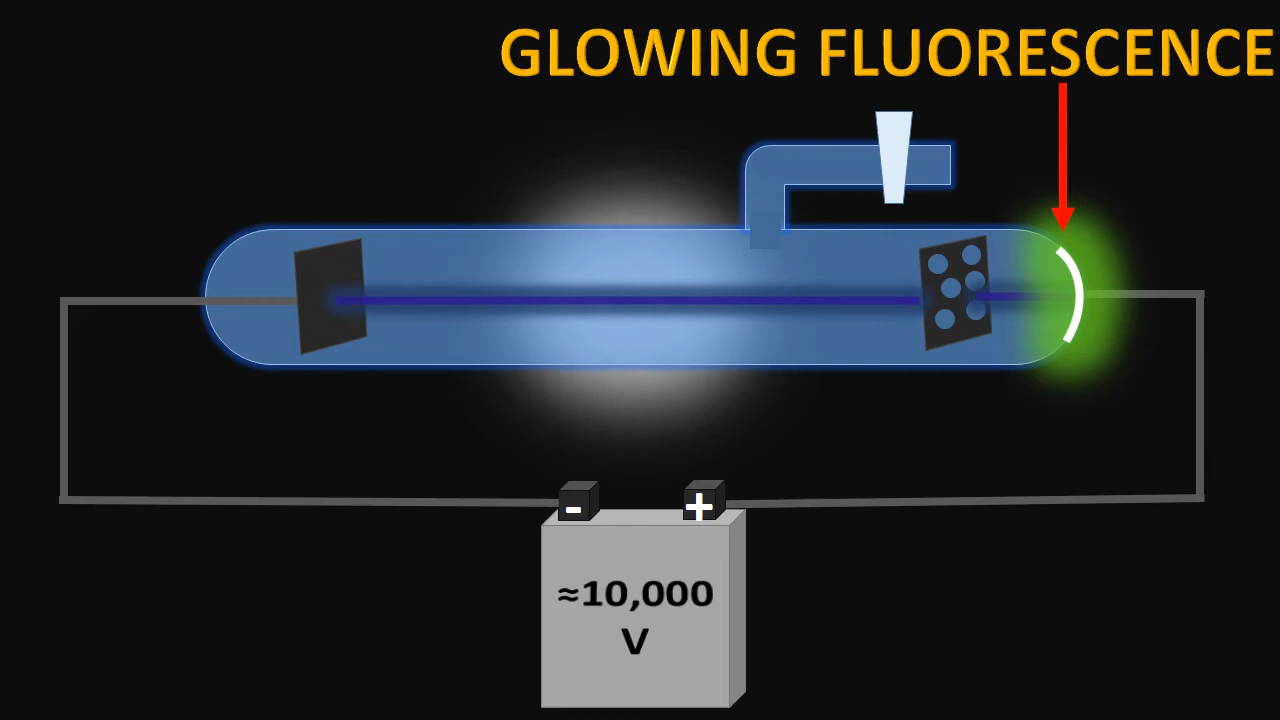 GLOWING FLUORESCENCE
- +
≈10,000
V